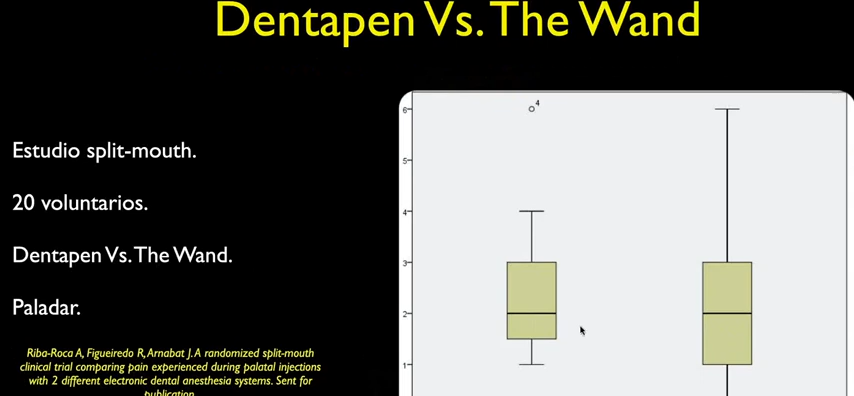 Dentapen Vs. The Wand
Estudio split-mouth.
20 voluntarios.
Dentapen Vs. The Wand.
Paladar.
Riba-Roca A, Figueiredo R, Arnabat J. A randomized split-mouth
clinical trial comparing pain experienced during palatal injections
with 2 different electronic dental anesthesia systems. Sent for
publication
6
4
5
4
3
2
1